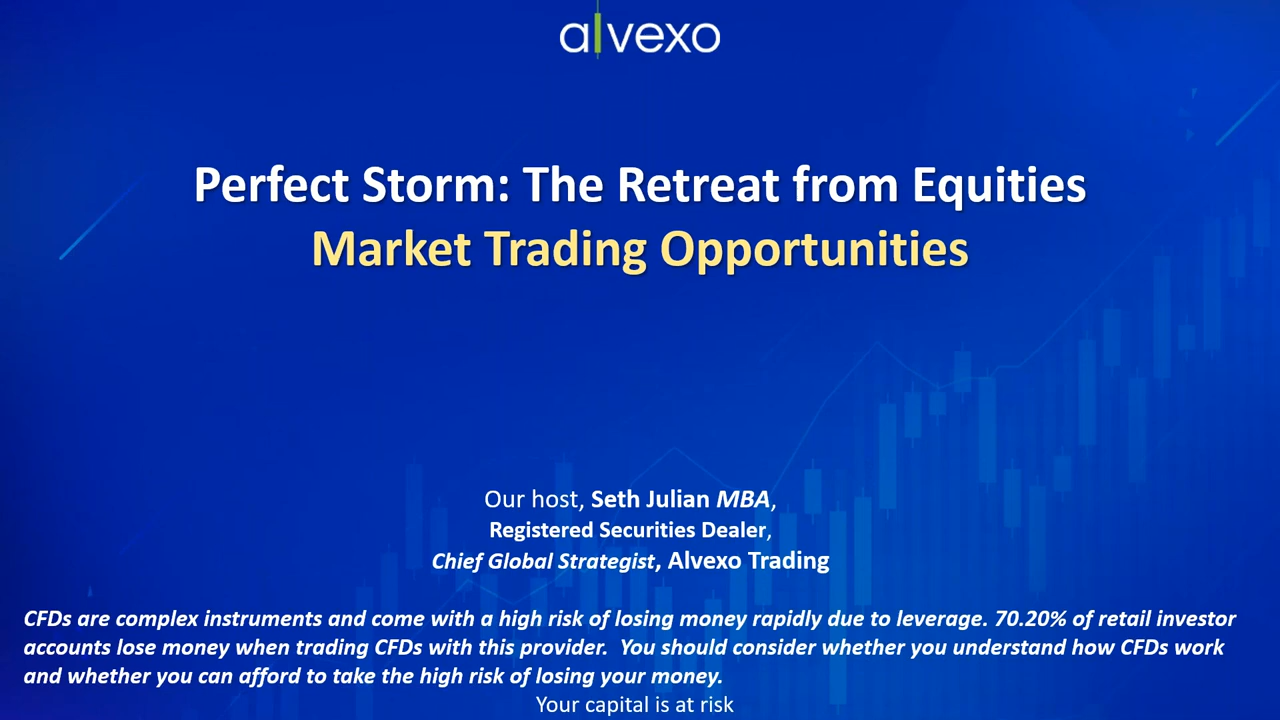 alvexo
Perfect Storm: The Retreat from Equities
Market Trading Opportunities
Our host, Seth Julian MBA,
Registered Securities Dealer,
Chief Global Strategist, Alvexo Trading
CFDs are complex instruments and come with a high risk of losing money rapidly due to leverage. 70.20% of retail investor
accounts lose money when trading CFDs with this provider.  You should consider whether you understand how CFDs work
and whether you can afford to take the high risk of losing your money.
Your capital is at risk